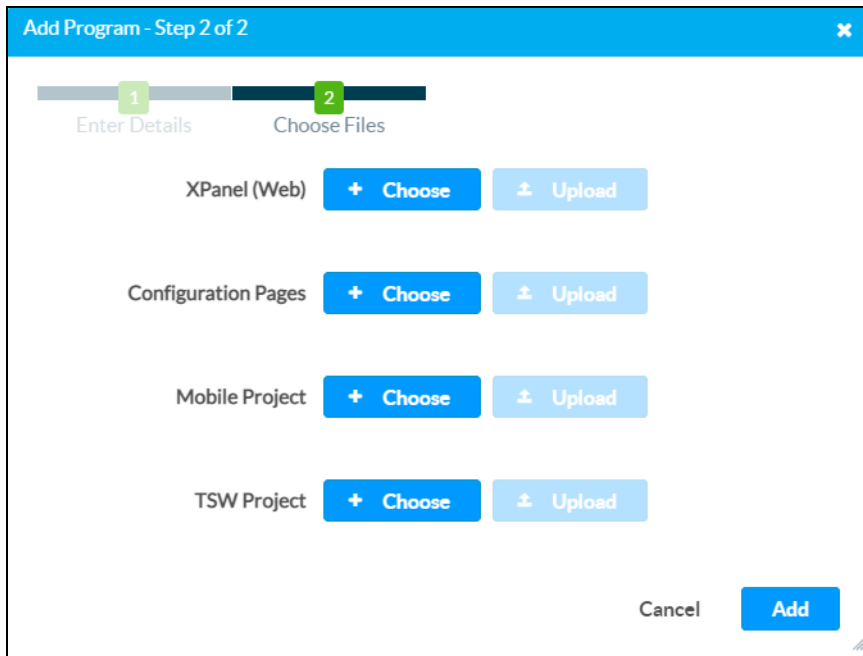 Add Program - Step 2 of 2
1 2
Enter Details Choose Files
XPanel (Web) + Choose Upload
Configuration Pages + Choose Upload
Mobile Project + Choose Upload
TSW Project + Choose Upload
Cancel Add